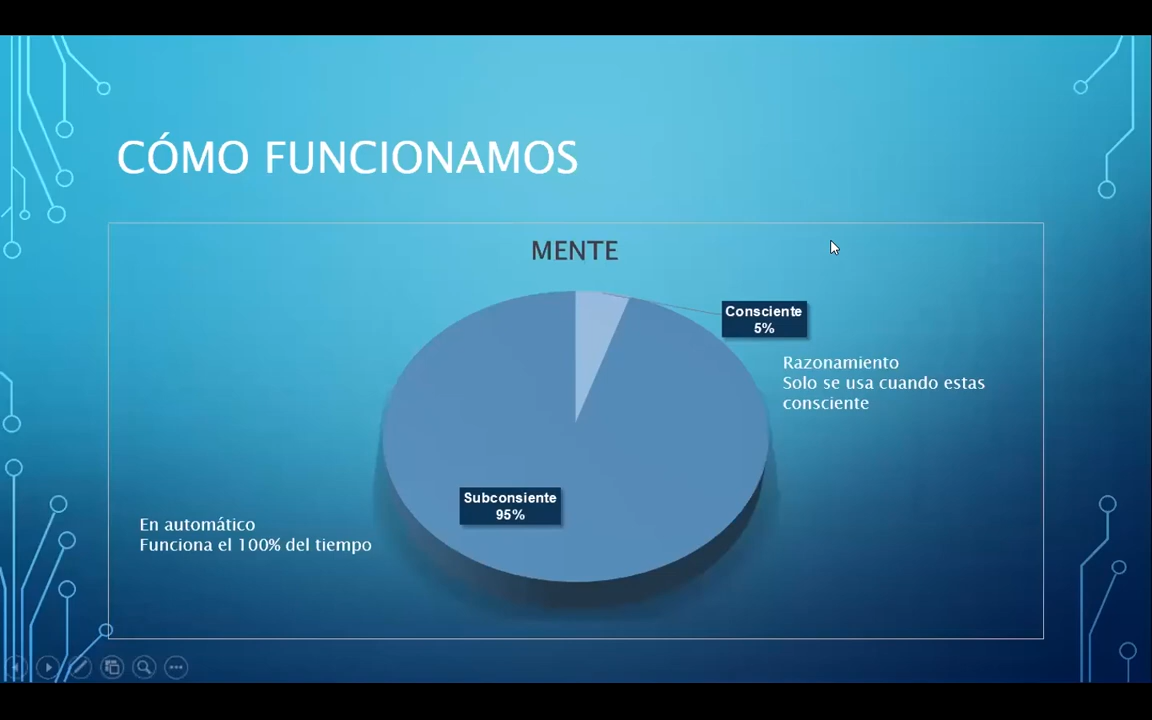 CÓMO FUNCIONAMOS
MENTE
Consciente
5%
Razonamiento
Solo se usa cuando estas
consciente
Subconsiente
95%
En automático
Funciona el 100% del tiempo